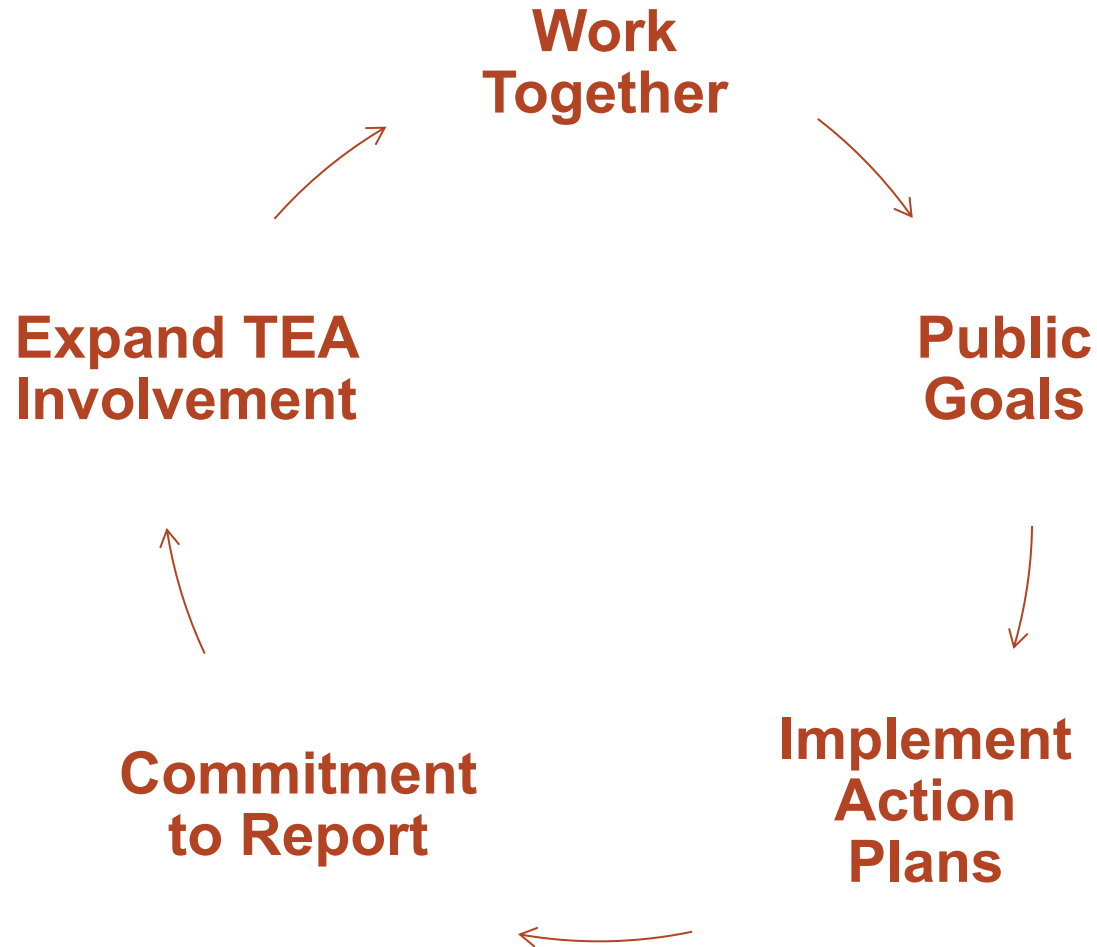 Work
Together
Public
Goals
Implement
Action
Plans
Commitment
to Report
Expand TEA
Involvement